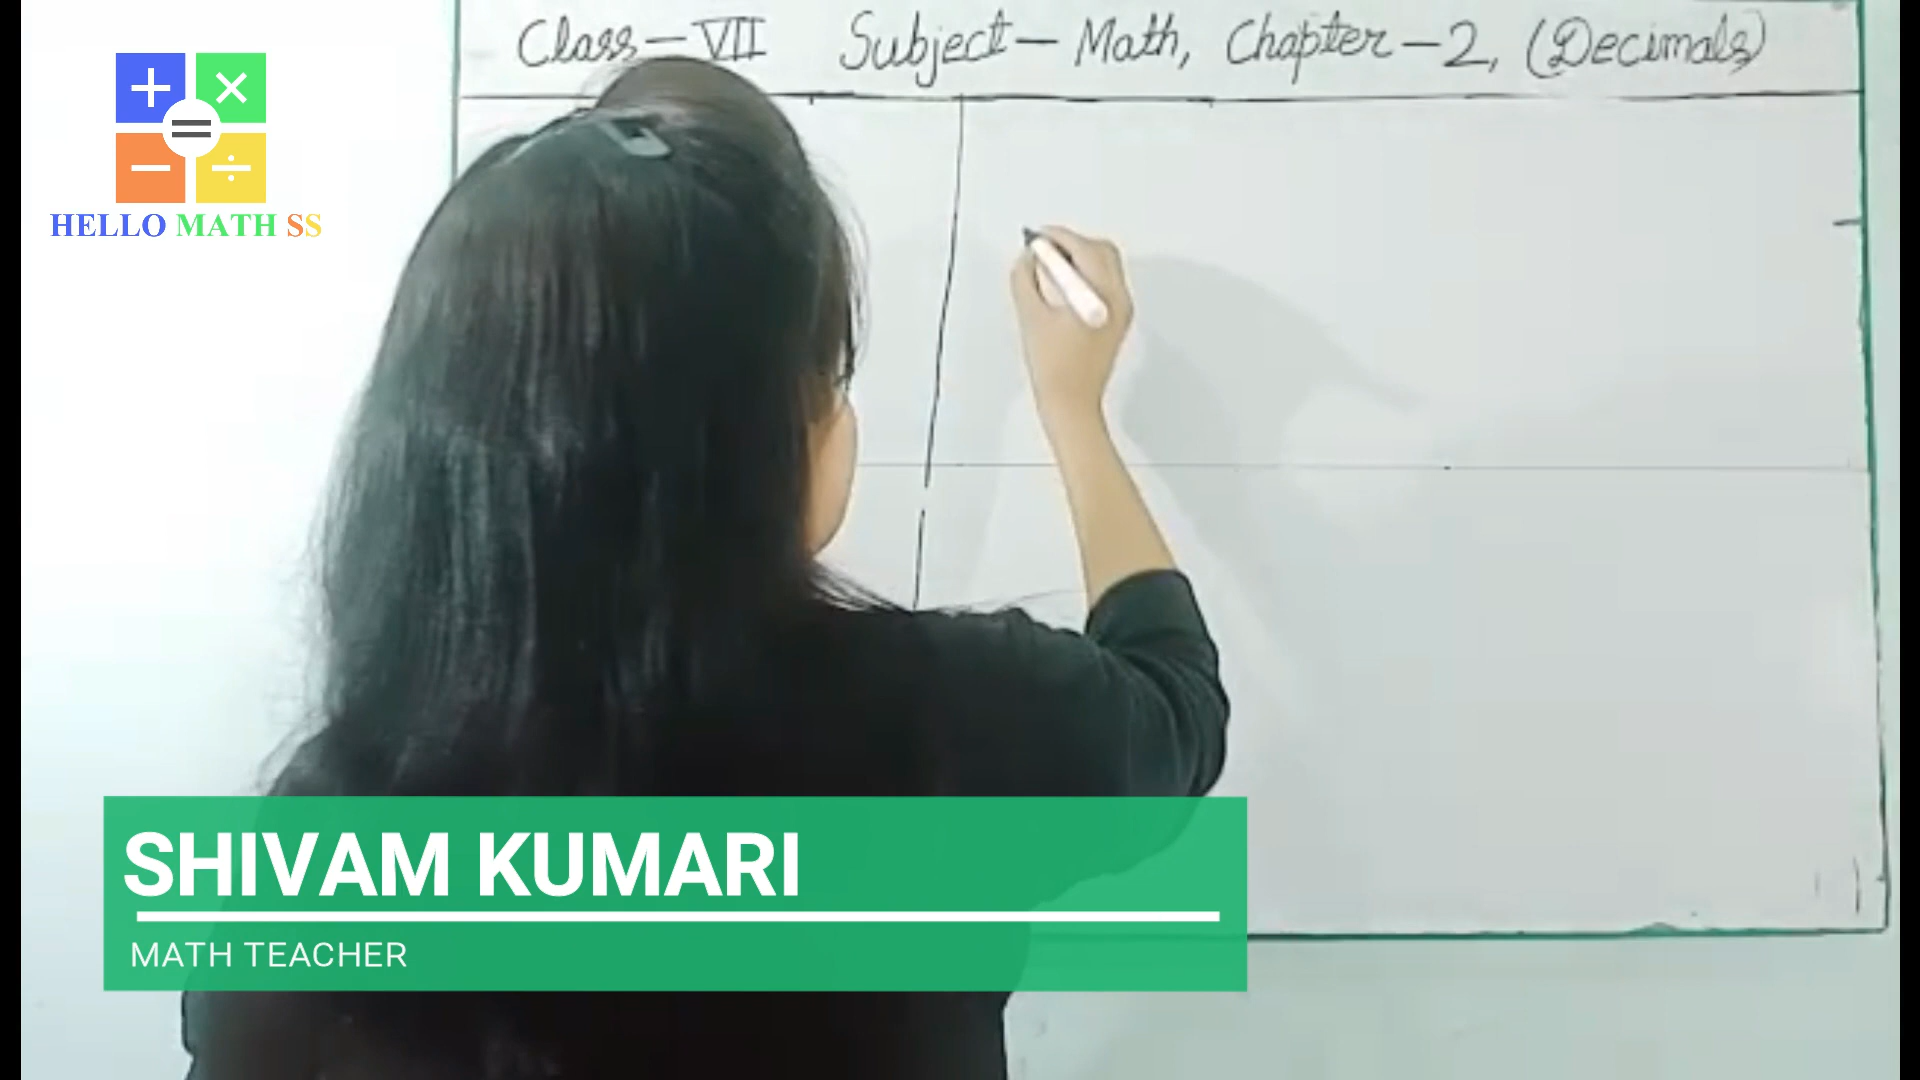 Class-VII Subject- Math, Chapter-2, (Decimals)
HELLO MATH SS
SHIVAM KUMARI
MATH TEACHER